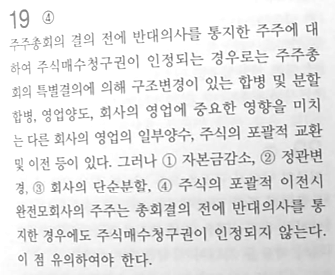 19 ④
주주총회의 결의 전에 반대의사를 통지한 주주에 대
하여 주식매수청구권이 인정되는 경우로는 주주총
회의 특별결의에 의해 구조변경이 있는 합병 및 분할
합병, 영업양도, 회사의 영업에 중요한 영향을 미치
는 다른 회사의 영업의 일부양수, 주식의 포괄적 교환
및 이전 등이 있다. 그러나 ① 자본금감소, ② 정관변
경, ③ 회사의 단순분할, ④ 주식의 포괄적 이전시
완전모회사의 주주는 총회결의 전에 반대의사를 통
지한 경우에도 주식매수청구권이 인정되지 않는다.
이 점 유의하여야 한다.